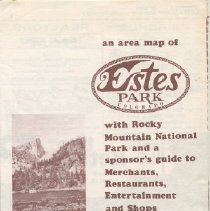 an area map of
Estes
PARK
COLORADO
with Rocky
Mountain National
Park and a
sponsor's guide to
Merchants,
Restaurants,
Entertainment
and Shops